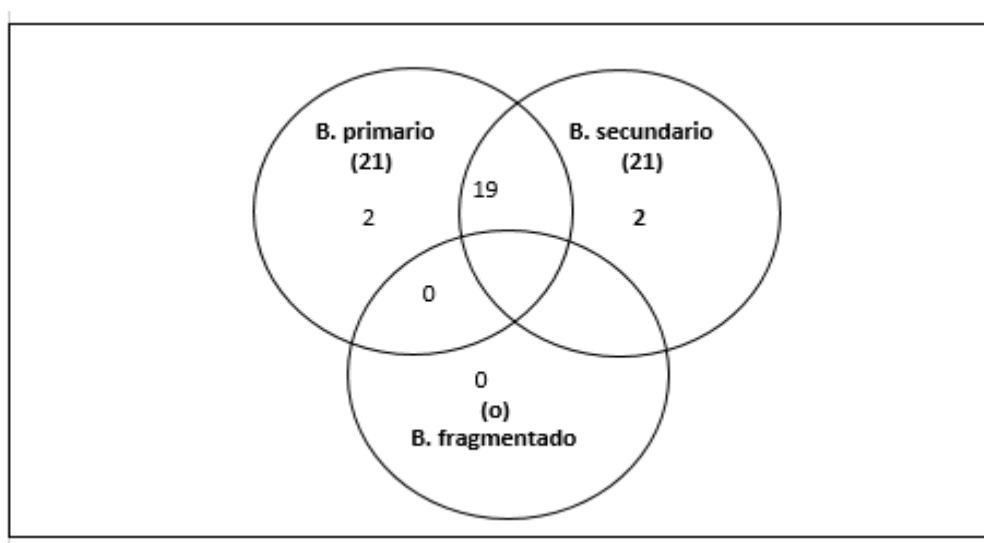 B. primario
(21)
2
19
B. secundario
(21)
2
0
0
(o)
B. fragmentado